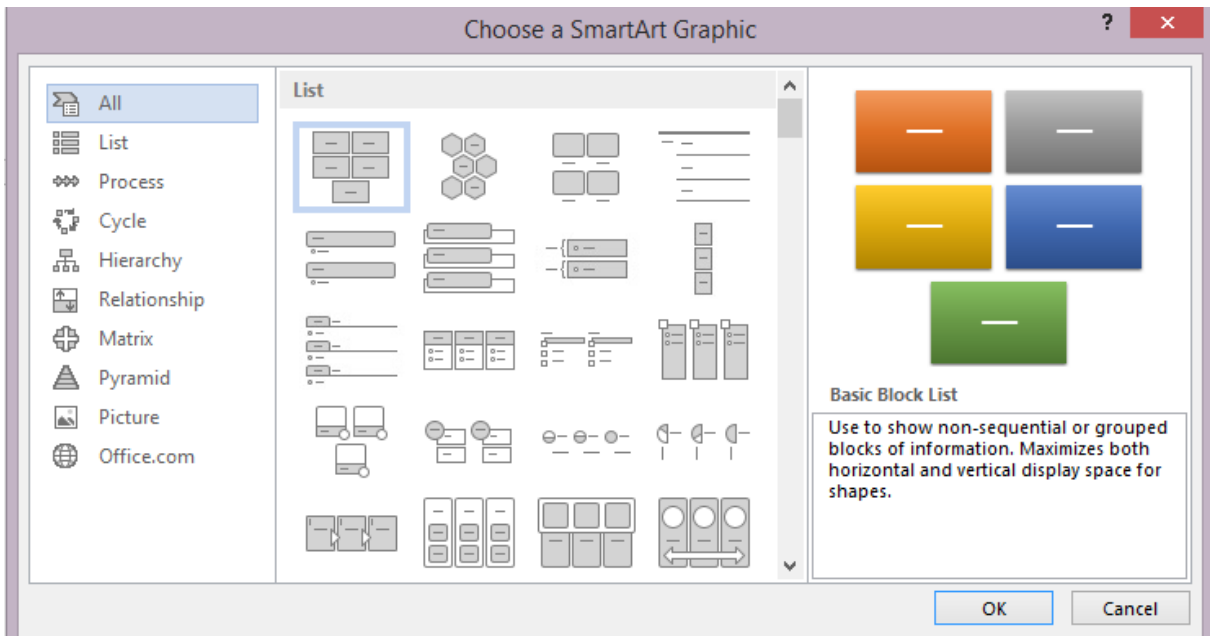 Choose a SmartArt Graphic
?
All
List
Process
Cycle
Hierarchy
Relationship
Matrix
Pyramid
Picture
Office.com
List
Basic Block List
Use to show non-sequential or grouped
blocks of information. Maximizes both
horizontal and vertical display space for
shapes.
OK
Cancel